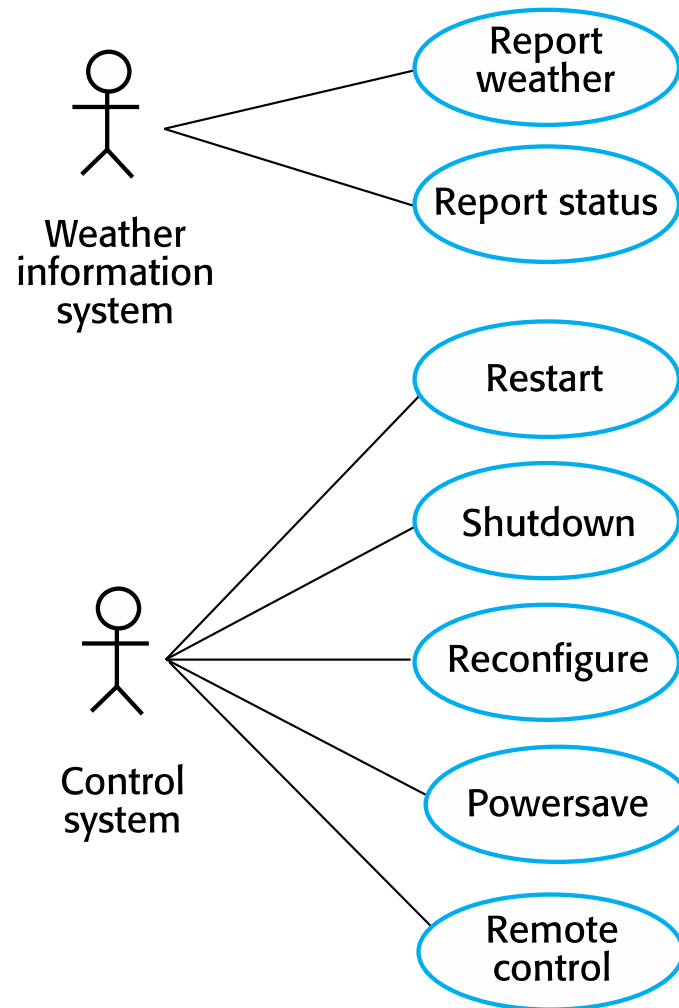 Report
weather
Report status
Weather
information
system
Restart
Shutdown
Reconfigure
Control
system
Powersave
Remote
control